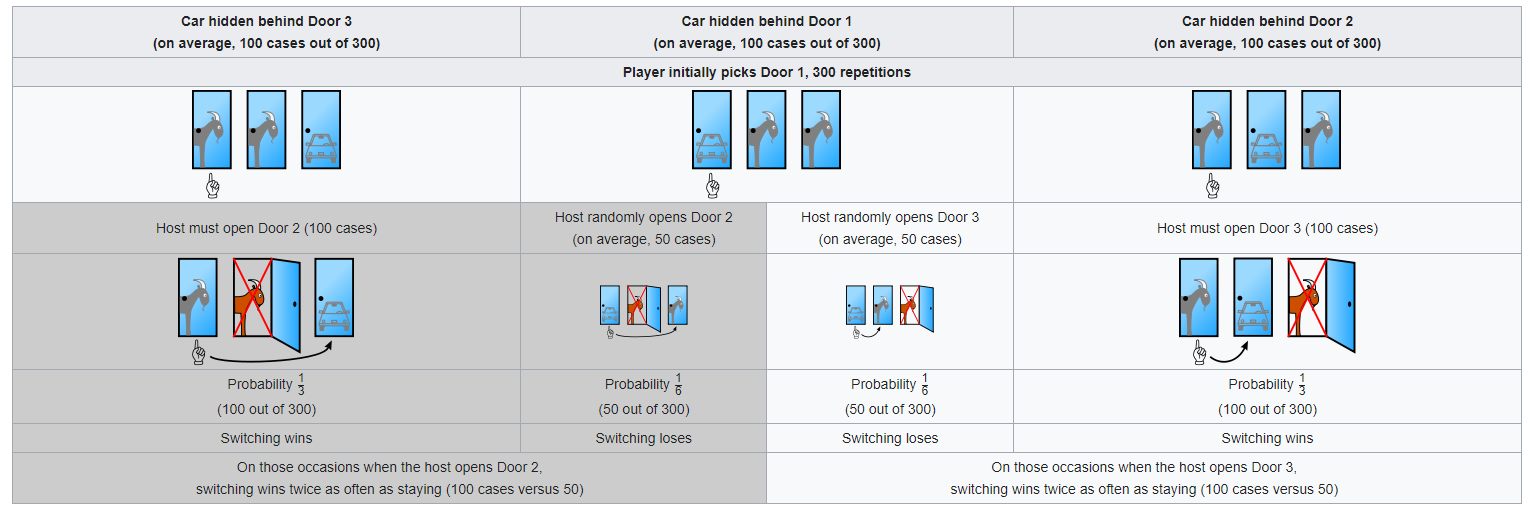 Car hidden behind Door 3
(on average, 100 cases out of 300)
Car hidden behind Door 1
(on average, 100 cases out of 300)
Car hidden behind Door 2
(on average, 100 cases out of 300)
Player initially picks Door 1, 300 repetitions
Host must open Door 2 (100 cases)
Host randomly opens Door 2
(on average, 50 cases)
Host randomly opens Door 3
(on average, 50 cases)
Host must open Door 3 (100 cases)
Probability 1/3
(100 out of 300)
Probability 1/6
(50 out of 300)
Probability 1/6
(50 out of 300)
Probability 1/3
(100 out of 300)
Switching wins
Switching loses
Switching loses
Switching wins
On those occasions when the host opens Door 2,
switching wins twice as often as staying (100 cases versus 50)
On those occasions when the host opens Door 3,
switching wins twice as often as staying (100 cases versus 50)